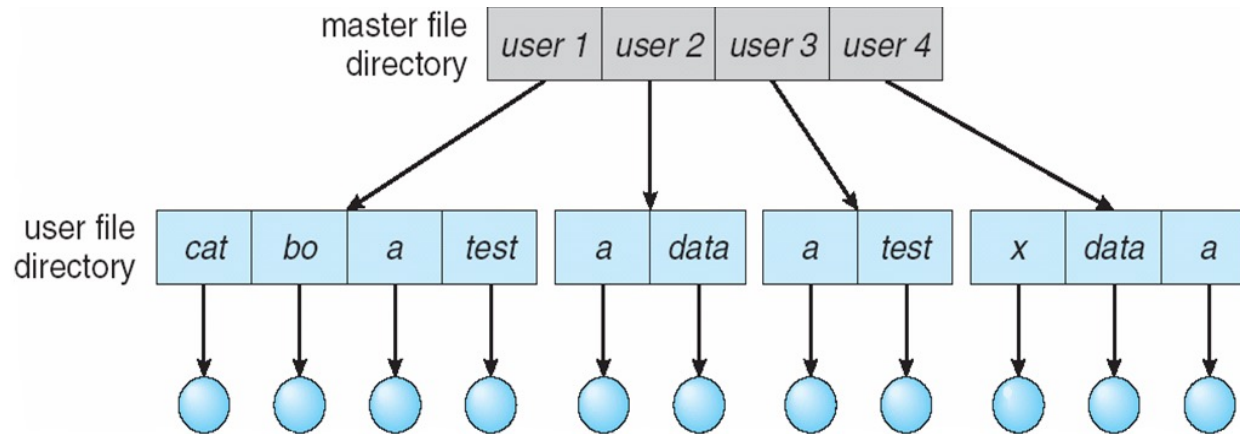 master file
directory
user 1 user 2 user 3 user 4
user file
directory
cat bo a test a data a test x data a